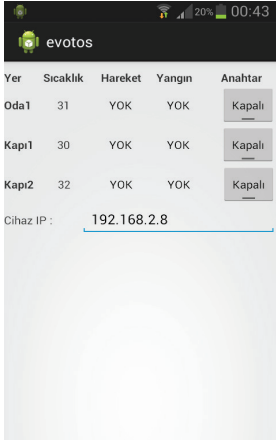 20% 00:43
evotos
Yer Sıcaklık Hareket Yangın Anahtar
Oda1 31 YOK YOK Kapalı
Kapı1 30 YOK YOK Kapalı
Kapı2 32 YOK YOK Kapalı
Cihaz IP : 192.168.2.8